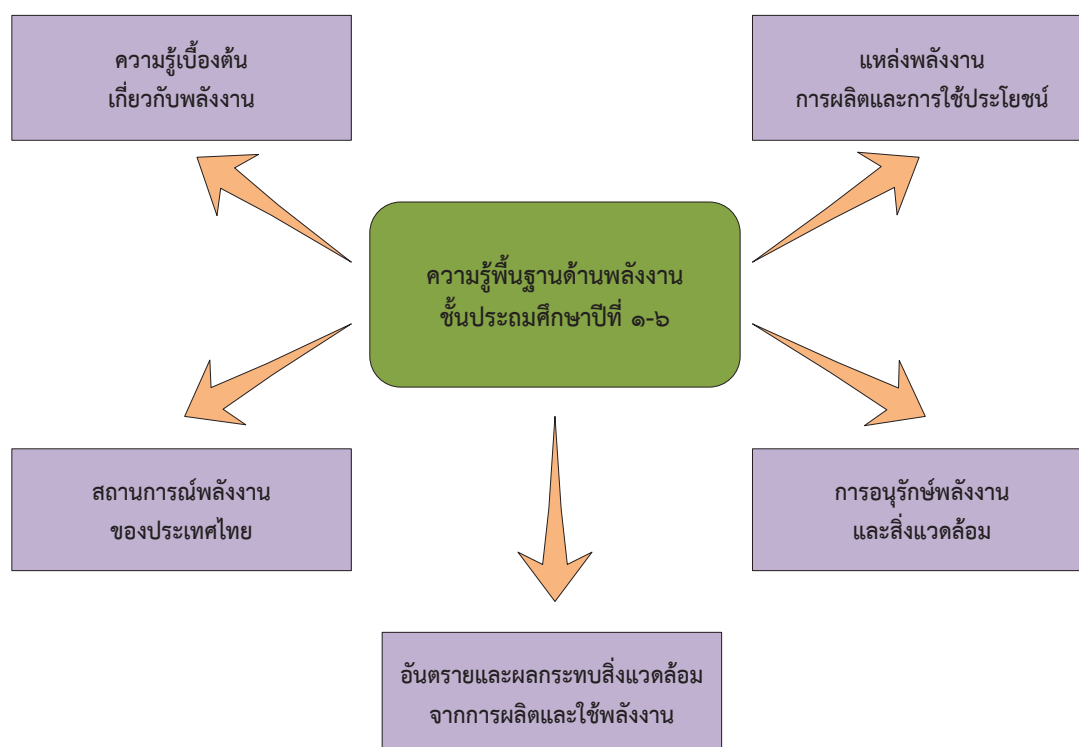 ความรู้เบื้องต้น
เกี่ยวกับพลังงาน
แหล่งพลังงาน
การผลิตและการใช้ประโยชน์
ความรู้พื้นฐานด้านพลังงาน
ชั้นประถมศึกษาปีที่ ๑-๖
สถานการณ์พลังงาน
ของประเทศไทย
การอนุรักษ์พลังงาน
และสิ่งแวดล้อม
อันตรายและผลกระทบสิ่งแวดล้อม
จากการผลิตและใช้พลังงาน